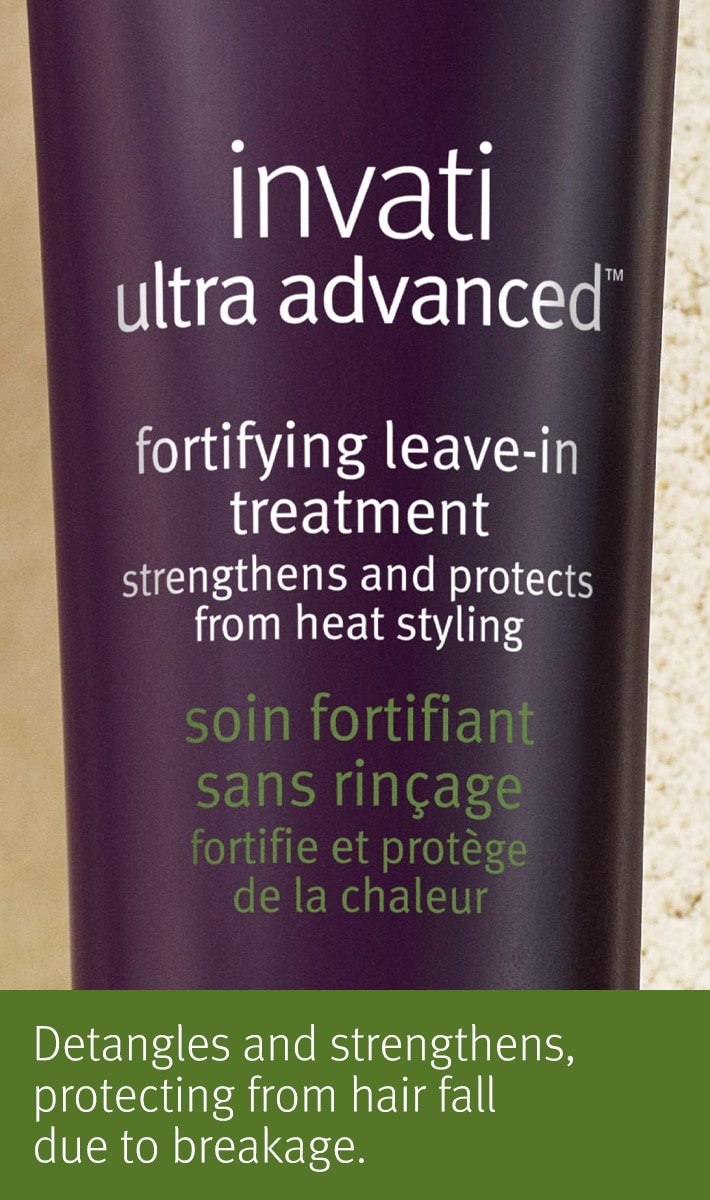 invati
ultra advanced™
fortifying leave-in
treatment
strengthens and protects
from heat styling
soin fortifiant
sans rinçage
fortifie et protège
de la chaleur
Detangles and strengthens,
protecting from hair fall
due to breakage.